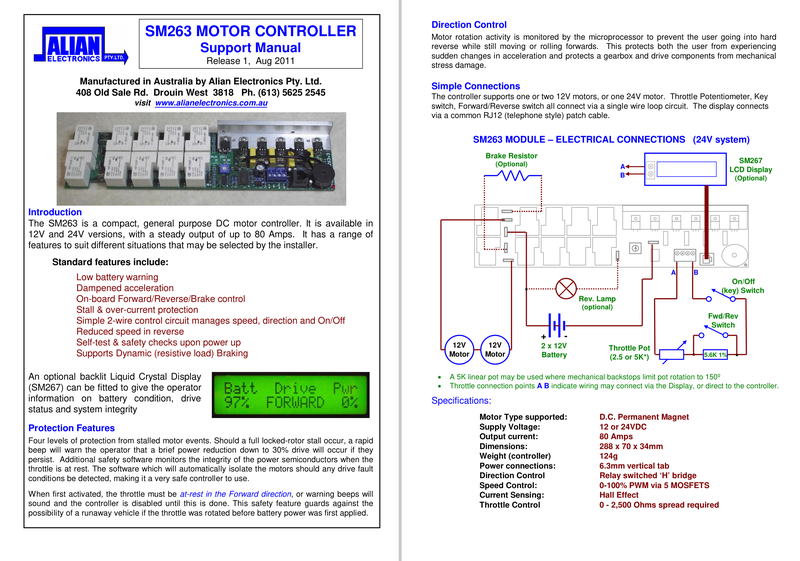 ALIAN
ELECTRONICS PTY.LTD.
SM263 MOTOR CONTROLLER
Support Manual
Release 1, Aug 2011
Manufactured in Australia by Alian Electronics Pty. Ltd.
408 Old Sale Rd. Drouin West 3818 Ph. (613) 5625 2545
visit www.alianelectronics.com.au
Introduction
The SM263 is a compact, general purpose DC motor controller. It is available in
12V and 24V versions, with a steady output of up to 80 Amps. It has a range of
features to suit different situations that may be selected by the installer.
Standard features include:
Low battery warning
Dampened acceleration
On-board Forward/Reverse/Brake control
Stall & over-current protection
Simple 2-wire control circuit manages speed, direction and On/Off
Reduced speed in reverse
Self-test & safety checks upon power up
Supports Dynamic (resistive load) Braking
An optional backlit Liquid Crystal Display
(SM267) can be fitted to give the operator
information on battery condition, drive
status and system integrity
Batt Drive Pwr
97% FORWARD 0%
Protection Features
Four levels of protection from stalled motor events. Should a full locked-rotor stall occur, a rapid
beep will warn the operator that a brief power reduction down to 30% drive will occur if they
persist. Additional safety software monitors the integrity of the power semiconductors when the
throttle is at rest. The software which will automatically isolate the motors should any drive fault
conditions be detected, making it a very safe controller to use.
When first activated, the throttle must be at-rest in the Forward direction, or warning beeps will
sound and the controller is disabled until this is done. This safety feature guards against the
possibility of a runaway vehicle if the throttle was rotated before battery power was first applied.
Direction Control
Motor rotation activity is monitored by the microprocessor to prevent the user going into hard
reverse while still moving or rolling forwards. This protects both the user from experiencing
sudden changes in acceleration and protects a gearbox and drive components from mechanical
stress damage.
Simple Connections
The controller supports one or two 12V motors, or one 24V motor. Throttle Potentiometer, Key
switch, Forward/Reverse switch all connect via a single wire loop circuit. The display connects
via a common RJ12 (telephone style) patch cable.
SM263 MODULE – ELECTRICAL CONNECTIONS (24V system)
Brake Resistor
(Optional)
A
B
SM267
LCD Display
(Optional)
A B
On/Off
(key) Switch
Rev. Lamp
(optional)
Fwd/Rev
Switch
12V
Motor
12V
Motor
+ -
2 x 12V
Battery
Throttle Pot
(2.5 or 5K*)
5.6K 1%
• A 5K linear pot may be used where mechanical backstops limit pot rotation to 150º
• Throttle connection points A B indicate wiring may connect via the Display, or direct to the controller.
Specifications:
Motor Type supported: D.C. Permanent Magnet
Supply Voltage: 12 or 24VDC
Output current: 80 Amps
Dimensions: 288 x 70 x 34mm
Weight (controller) 124g
Power connections: 6.3mm vertical tab
Direction Control Relay switched ‘H’ bridge
Speed Control: 0-100% PWM via 5 MOSFETS
Current Sensing: Hall Effect
Throttle Control 0 - 2,500 Ohms spread required